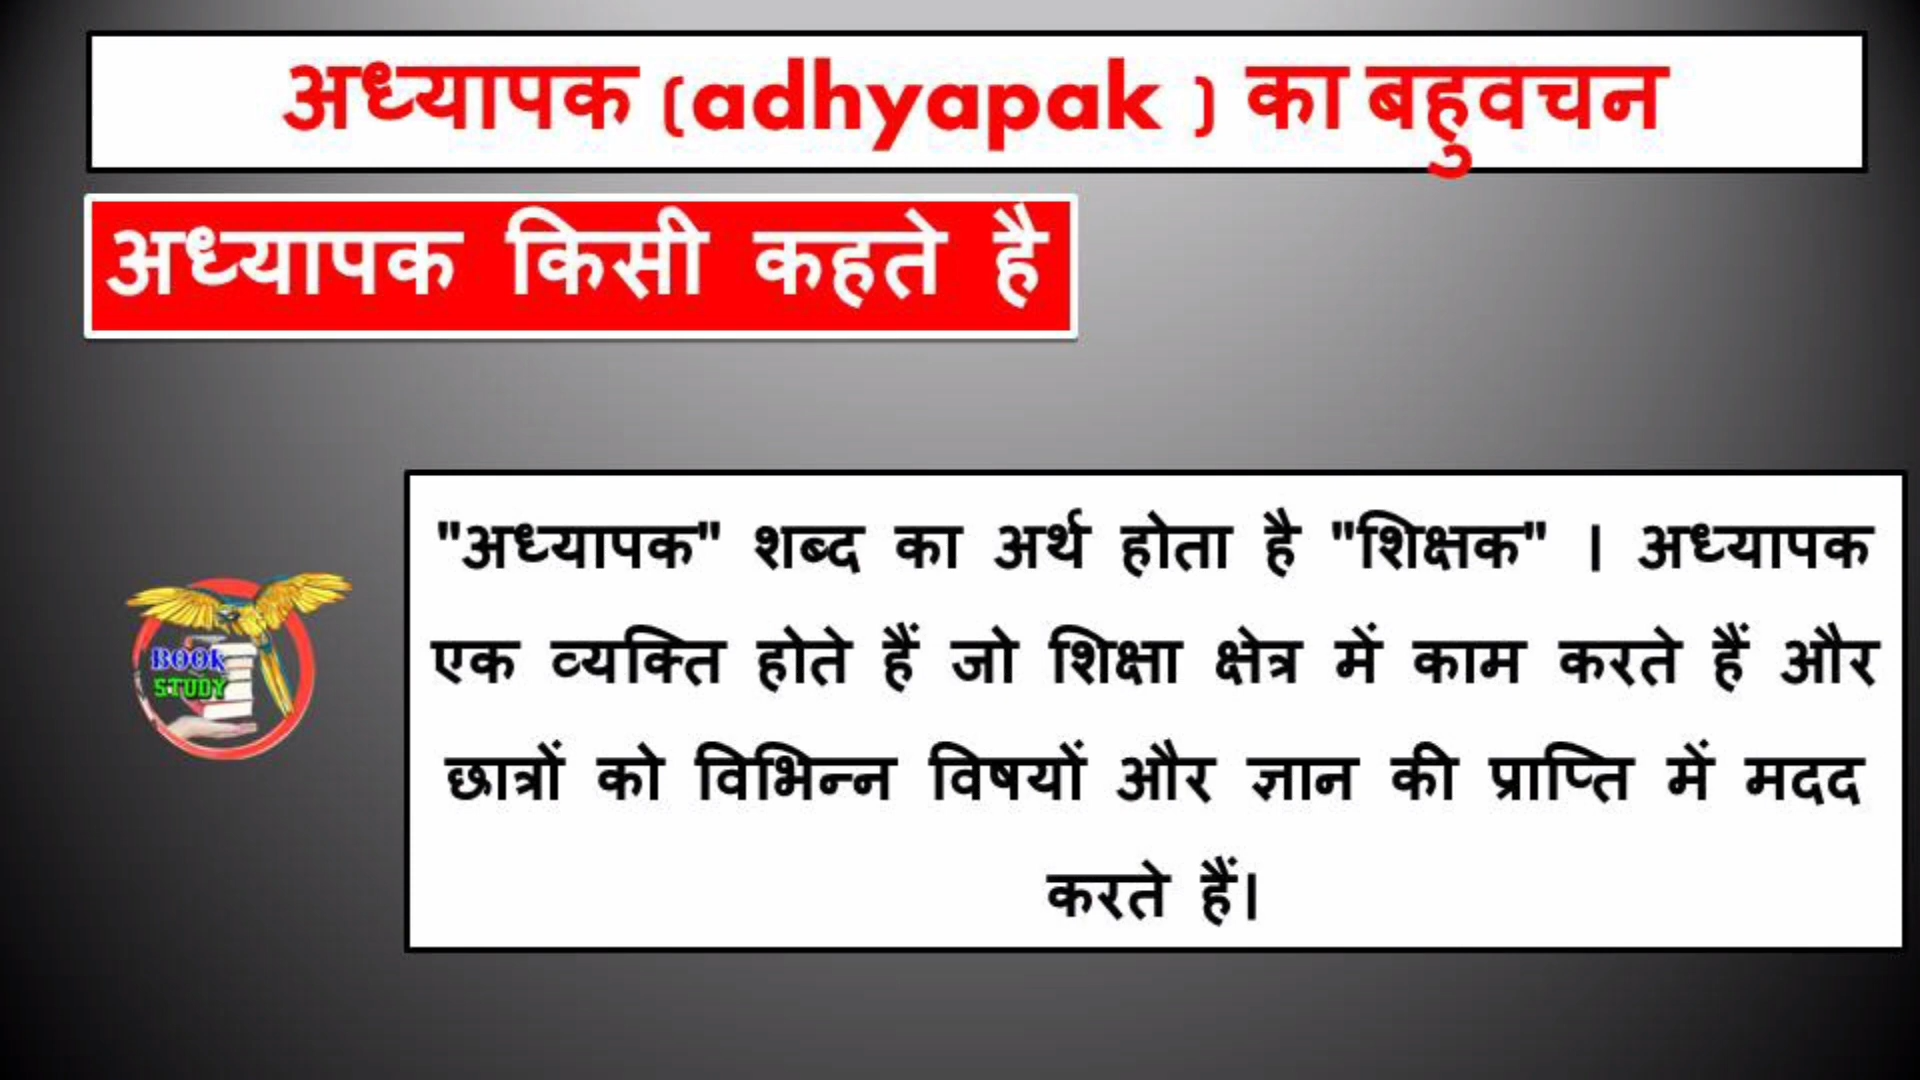 अध्यापक (adhyapak ) का बहुवचन
अध्यापक किसी कहते है
"अध्यापक" शब्द का अर्थ होता है "शिक्षक" । अध्यापक
एक व्यक्ति होते हैं जो शिक्षा क्षेत्र में काम करते हैं और
छात्रों को विभिन्न विषयों और ज्ञान की प्राप्ति में मदद
करते हैं।
BOOK
STUDY